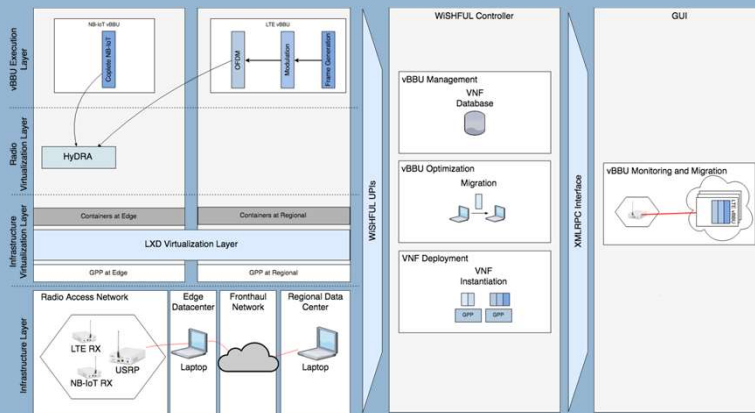 vBBU Execution
Layer
NB-IoT vBBU
Coplete NB-IoT
LTE vBBU
OFDM
Modulation
Frame Generation
Radio
Virtualization Layer
HyDRA
Infrastructure
Virtualization Layer
Containers at Edge
Containers at Regional
LXD Virtualization Layer
GPP at Edge
GPP at Regional
Infrastructure Layer
Radio Access Network
LTE RX
USRP
NB-IoT RX
Edge
Datacenter
Laptop
Fronthaul
Network
Regional Data
Center
Laptop
WiSHFUL UPIs
WiSHFUL Controller
vBBU Management
VNF
Database
vBBU Optimization
Migration
VNF Deployment
VNF
Instantiation
GPP
GPP
XMLRPC Interface
GUI
vBBU Monitoring and Migration
LTE vBBU